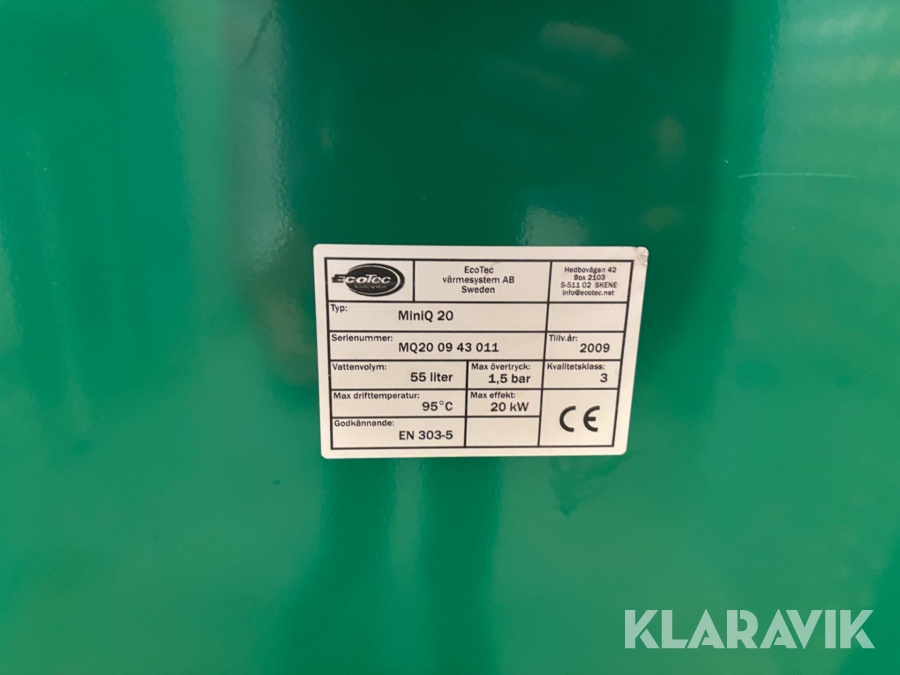 EcoTec
EcoTec
värmesystem AB
Sweden
Hedbovägen 42
Box 2103
S-511 02 SKENE
info@ecotec.net
Typ:
MiniQ 20
Serienummer:
MQ20 09 43 011
Tillv.år:
2009
Vattenvolym:
55 liter
Max övertryck:
1,5 bar
Kvalitetsklass:
3
Max drifttemperatur:
95°C
Max effekt:
20 kW
CE
Godkännande:
EN 303-5
KLARAVIK